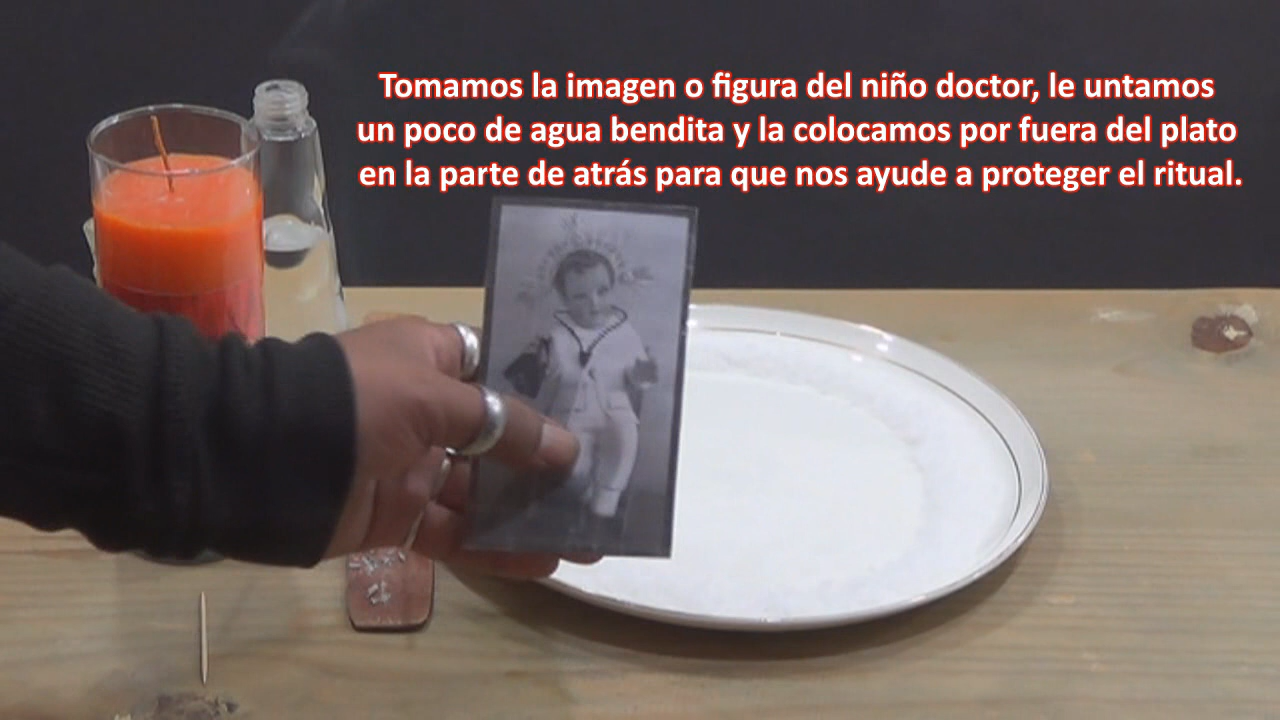 Tomamos la imagen o figura del niño doctor, le untamos
un poco de agua bendita y la colocamos por fuera del plato
en la parte de atrás para que nos ayude a proteger el ritual.